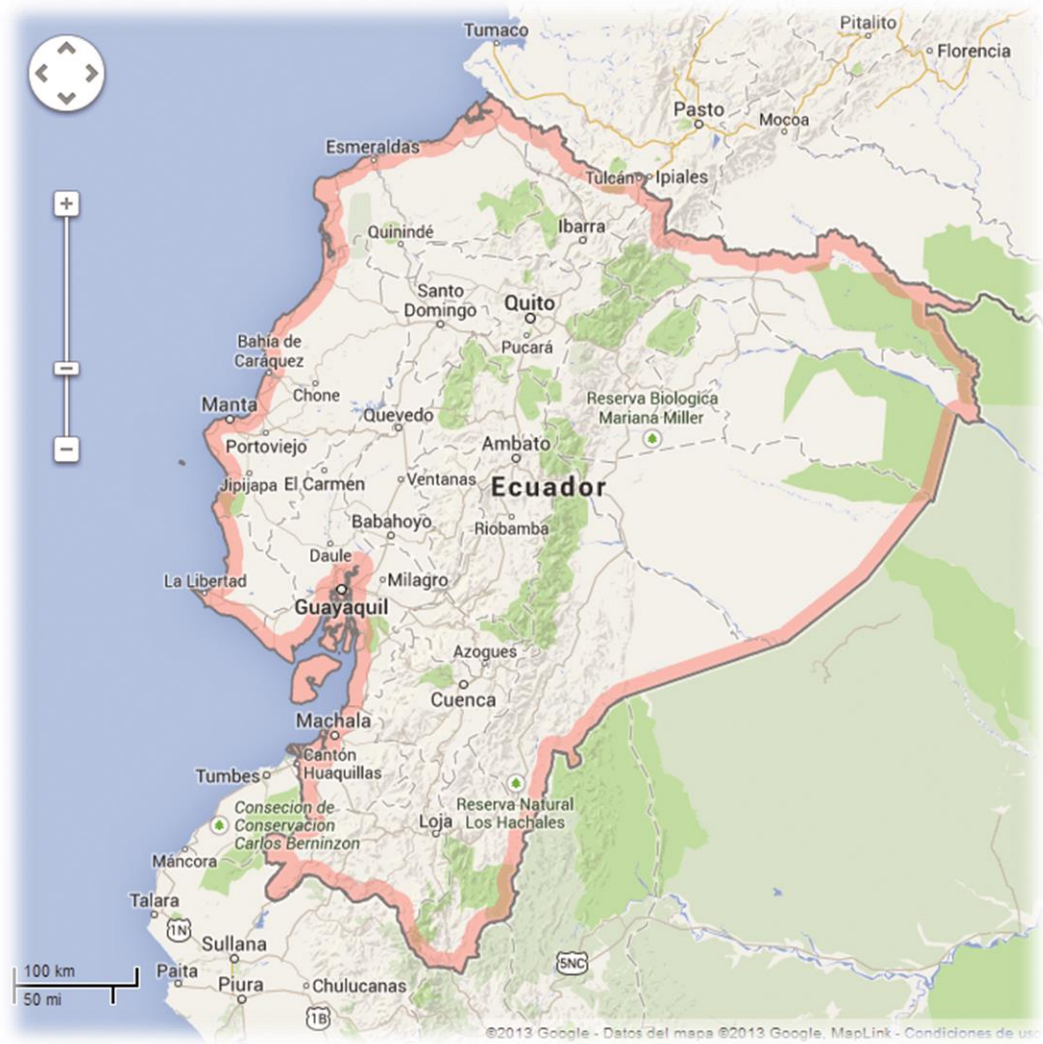 Tumaco
Pitalito
Florencia
Pasto
Mocoa
Esmeraldas
Tulcán
Ipiales
Quinindé
Ibarra
Santo
Domingo
Quito
Pucará
Bahía de
Caráquez
Chone
Manta
Quevedo
Reserva Biologica
Mariana Miller
Portoviejo
Ambato
Jipijapa
El Carmen
Ventanas
Ecuador
Babahoyo
Riobamba
Daule
La Libertad
Milagro
Guayaquil
Azogues
Cuenca
Machala
Cantón
Huaquillas
Tumbes
Consecion de
Conservacion
Carlos Berninzon
Reserva Natural
Los Hachales
Loja
Máncora
Talara
1N
Sullana
5NC
100 km
50 mi
Paita
Piura
Chulucanas
1B
©2013 Google - Datos del mapa ©2013 Google, MapLink - Condiciones de uso